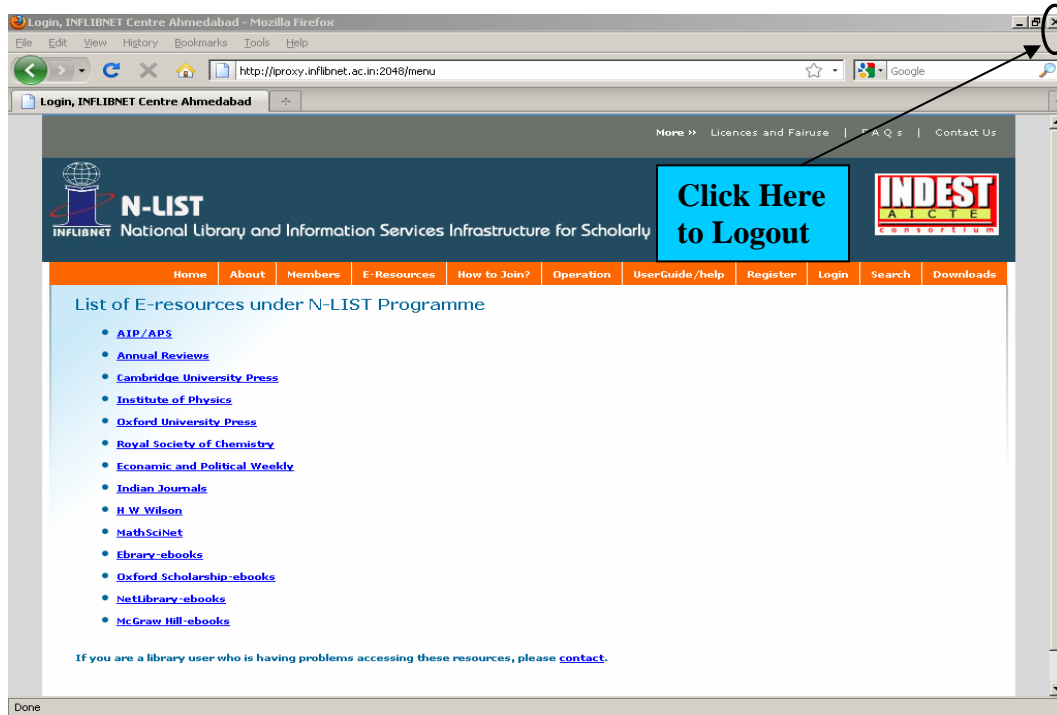 Login, INFLIBNET Centre Ahmedabad - Mozilla Firefox
File Edit View History Bookmarks Tools Help
http://iproxy.inflibnet.ac.in:2048/menu
Google
Login, INFLIBNET Centre Ahmedabad
More » Licences and Fairuse | F A Q s | Contact Us
N-LIST
INFLIBNET National Library and Information Services Infrastructure for Scholarly
Click Here
to Logout
INDEST
AICTE
consortium
Home About Members E-Resources How to Join? Operation UserGuide/help Register Login Search Downloads
List of E-resources under N-LIST Programme
AIP/APS
Annual Reviews
Cambridge University Press
Institute of Physics
Oxford University Press
Royal Society of Chemistry
Economic and Political Weekly
Indian Journals
H W Wilson
MathSciNet
Ebrary-ebooks
Oxford Scholarship-ebooks
NetLibrary-ebooks
McGraw Hill-ebooks
If you are a library user who is having problems accessing these resources, please contact.
Done